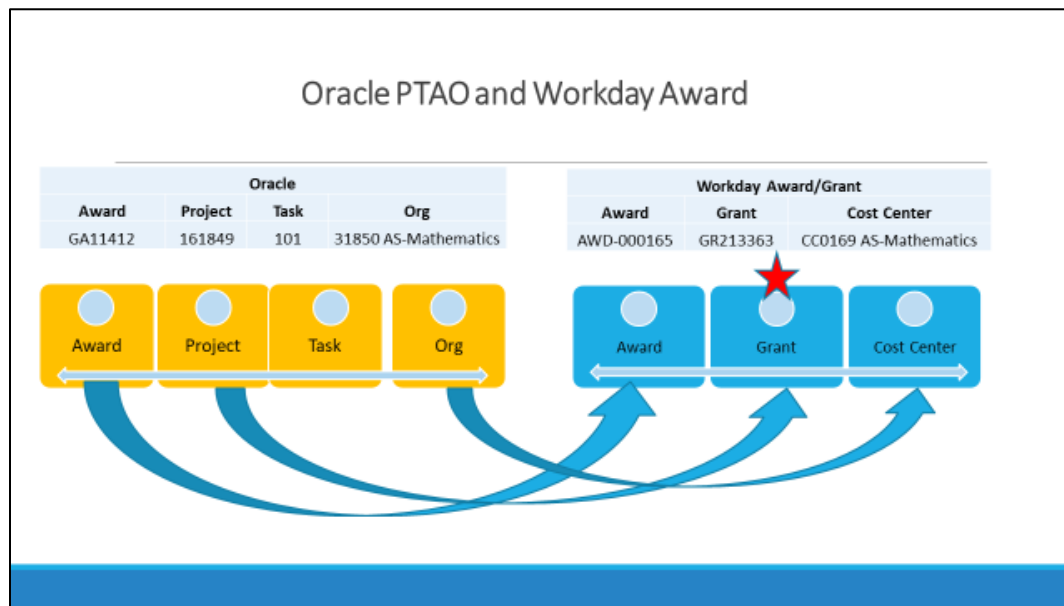 Oracle PTAO and Workday Award
Oracle
Award Project Task Org
GA11412 161849 101 31850 AS-Mathematics
Workday Award/Grant
Award Grant Cost Center
AWD-000165 GR213363 CC0169 AS-Mathematics
Award Project Task Org
Award Grant Cost Center